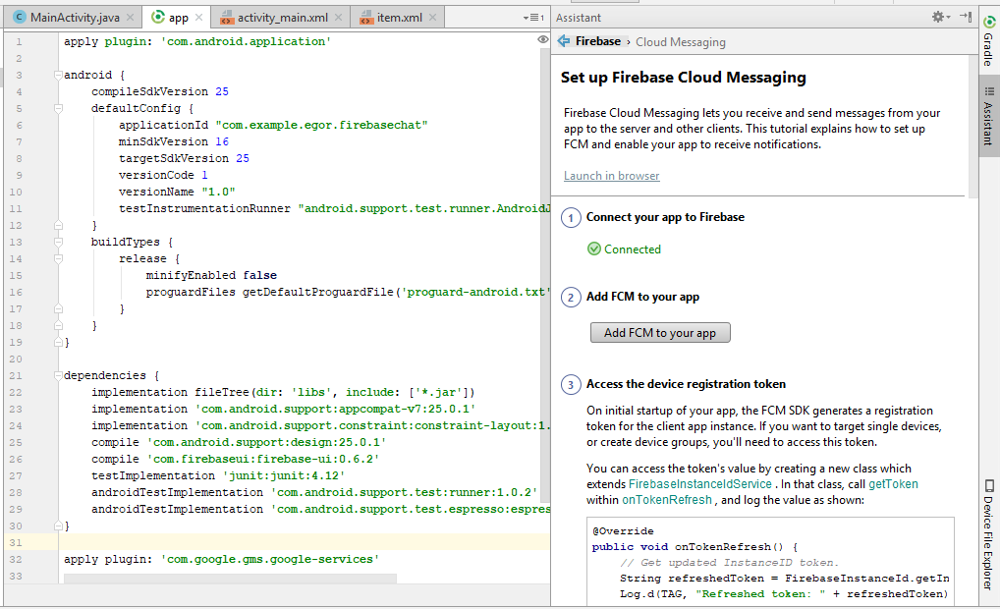 MainActivity.java
app
activity_main.xml
item.xml
1
1 apply plugin: 'com.android.application'
2
3 android {
4 compileSdkVersion 25
5 defaultConfig {
6 applicationId "com.example.egor.firebasechat"
7 minSdkVersion 16
8 targetSdkVersion 25
9 versionCode 1
10 versionName "1.0"
11 testInstrumentationRunner "android.support.test.runner.AndroidJ
12 }
13 buildTypes {
14 release {
15 minifyEnabled false
16 proguardFiles getDefaultProguardFile('proguard-android.txt'
17 }
18 }
19 }
20
21 dependencies {
22 implementation fileTree(dir: 'libs', include: ['*.jar'])
23 implementation 'com.android.support:appcompat-v7:25.0.1'
24 implementation 'com.android.support.constraint:constraint-layout:1.
25 compile 'com.android.support:design:25.0.1'
26 compile 'com.firebaseui:firebase-ui:0.6.2'
27 testImplementation 'junit:junit:4.12'
28 androidTestImplementation 'com.android.support.test:runner:1.0.2'
29 androidTestImplementation 'com.android.support.test.espresso:espres
30 }
31
32 apply plugin: 'com.google.gms.google-services'
33
Assistant
Firebase › Cloud Messaging
Set up Firebase Cloud Messaging
Firebase Cloud Messaging lets you receive and send messages from your
app to the server and other clients. This tutorial explains how to set up
FCM and enable your app to receive notifications.
Launch in browser
1 Connect your app to Firebase
Connected
2 Add FCM to your app
Add FCM to your app
3 Access the device registration token
On initial startup of your app, the FCM SDK generates a registration
token for the client app instance. If you want to target single devices,
or create device groups, you'll need to access this token.
You can access the token's value by creating a new class which
extends FirebaseInstanceIdService . In that class, call getToken
within onTokenRefresh , and log the value as shown:
@Override
public void onTokenRefresh() {
// Get updated InstanceID token.
String refreshedToken = FirebaseInstanceId.getIn
Log.d(TAG, "Refreshed token: " + refreshedToken)
Gradle
Assistant
Device File Explorer